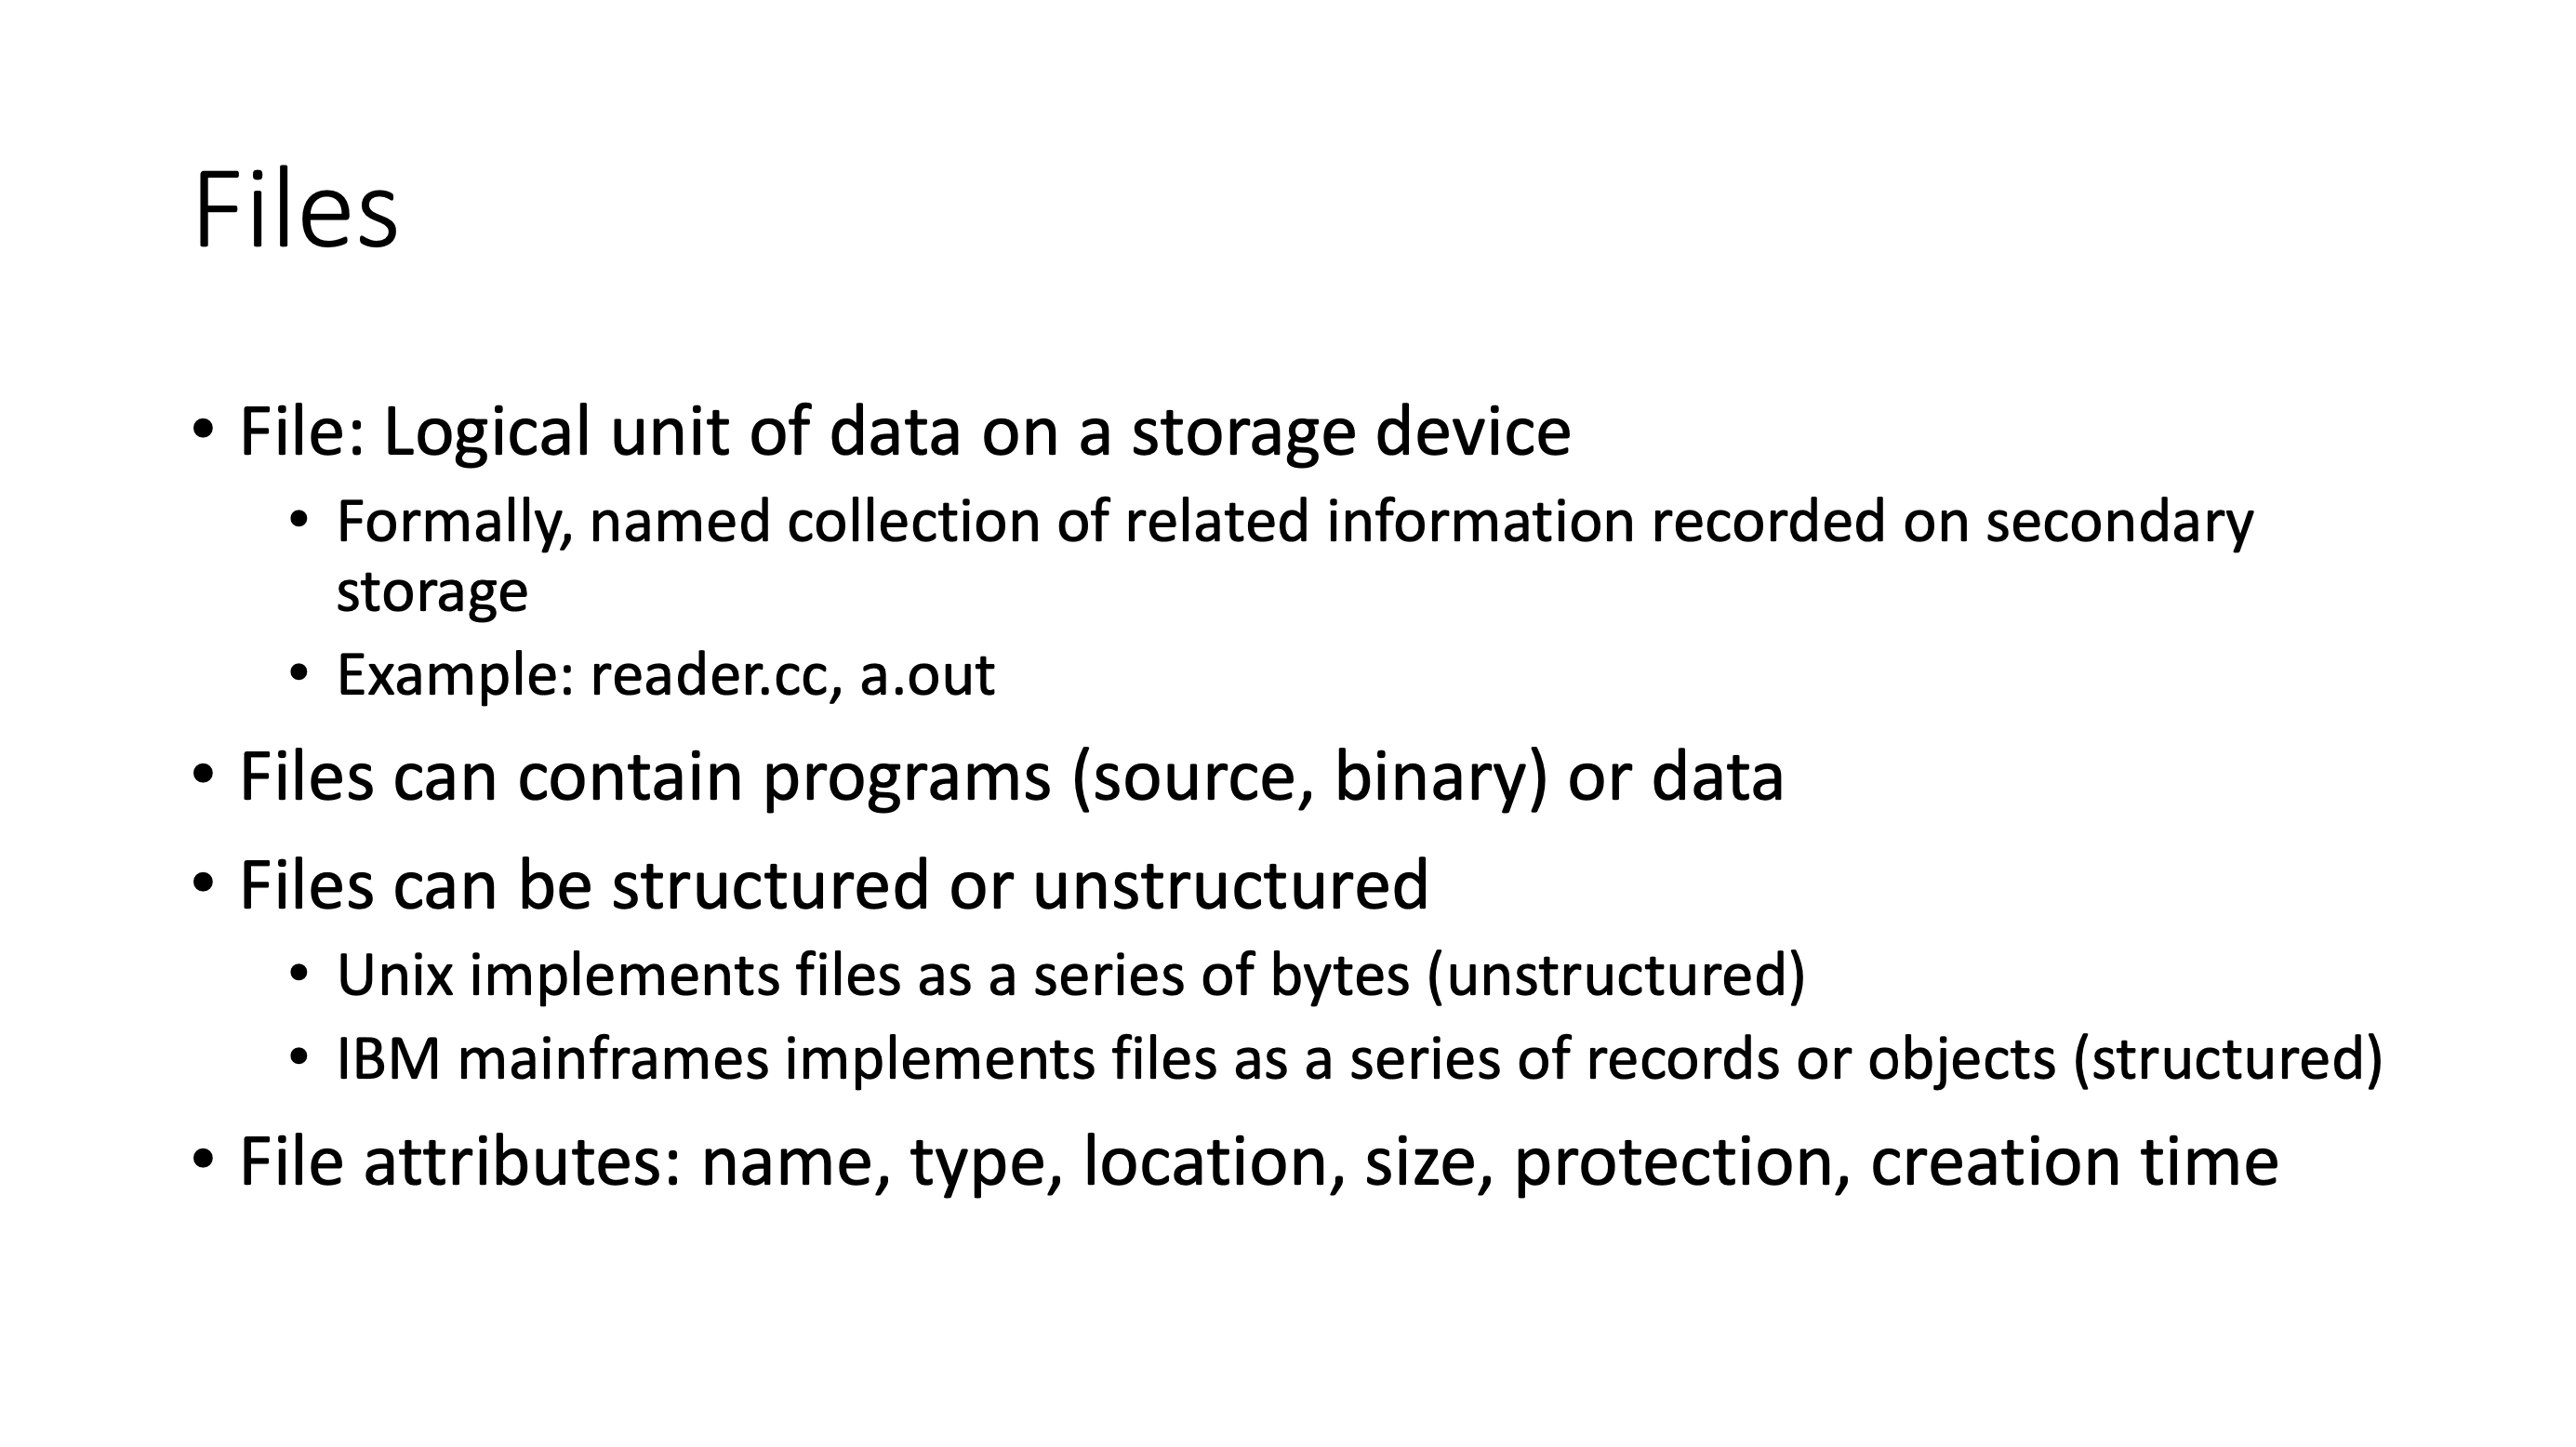 Files
• File: Logical unit of data on a storage device
• Formally, named collection of related information recorded on secondary
storage
• Example: reader.cc, a.out
• Files can contain programs (source, binary) or data
• Files can be structured or unstructured
• Unix implements files as a series of bytes (unstructured)
• IBM mainframes implements files as a series of records or objects (structured)
• File attributes: name, type, location, size, protection, creation time